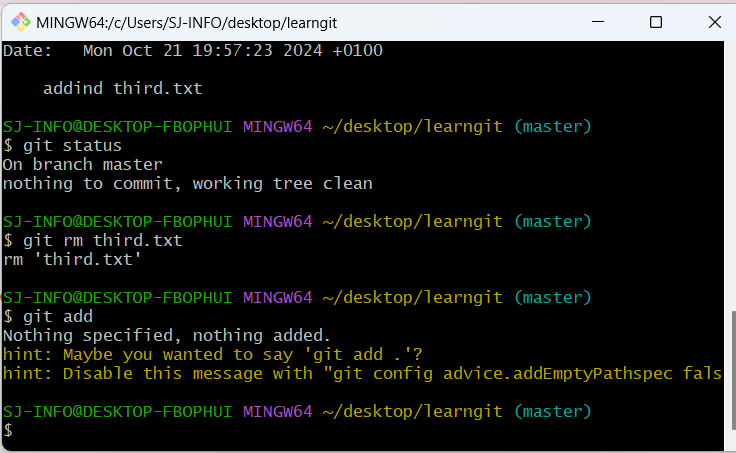 MINGW64:/c/Users/SJ-INFO/desktop/learngit
Date:   Mon Oct 21 19:57:23 2024 +0100
    addind third.txt
SJ-INFO@DESKTOP-FBOPHUI MINGW64 ~/desktop/learngit (master)
$ git status
On branch master
nothing to commit, working tree clean
SJ-INFO@DESKTOP-FBOPHUI MINGW64 ~/desktop/learngit (master)
$ git rm third.txt
rm 'third.txt'
SJ-INFO@DESKTOP-FBOPHUI MINGW64 ~/desktop/learngit (master)
$ git add
Nothing specified, nothing added.
hint: Maybe you wanted to say 'git add .'?
hint: Disable this message with "git config advice.addEmptyPathspec fals
SJ-INFO@DESKTOP-FBOPHUI MINGW64 ~/desktop/learngit (master)
$